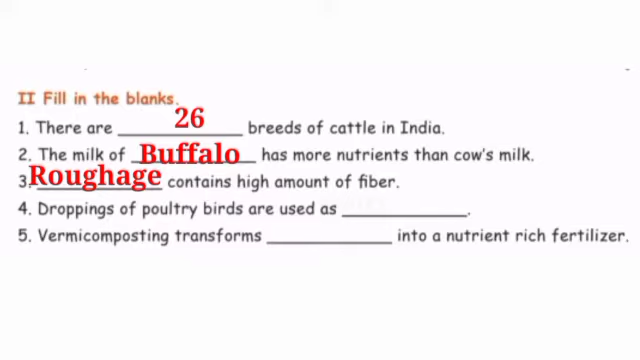 II Fill in the blanks.
1. There are 26 breeds of cattle in India.
2. The milk of Buffalo has more nutrients than cow's milk.
3. Roughage contains high amount of fiber.
4. Droppings of poultry birds are used as ____________.
5. Vermicomposting transforms ____________ into a nutrient rich fertilizer.